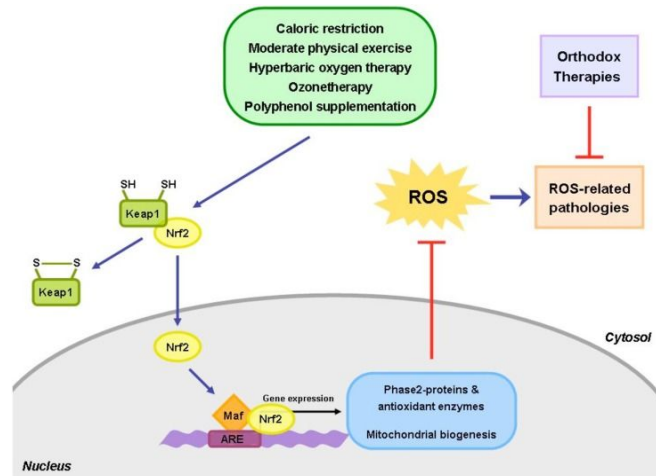 Caloric restriction
Moderate physical exercise
Hyperbaric oxygen therapy
Ozonetherapy
Polyphenol supplementation
Orthodox
Therapies
SH
SH
Keap1
Nrf2
ROS
ROS-related
pathologies
S
S
Keap1
Nrf2
Cytosol
Gene expression
Maf
Nrf2
ARE
Phase2-proteins &
antioxidant enzymes
Mitochondrial biogenesis
Nucleus